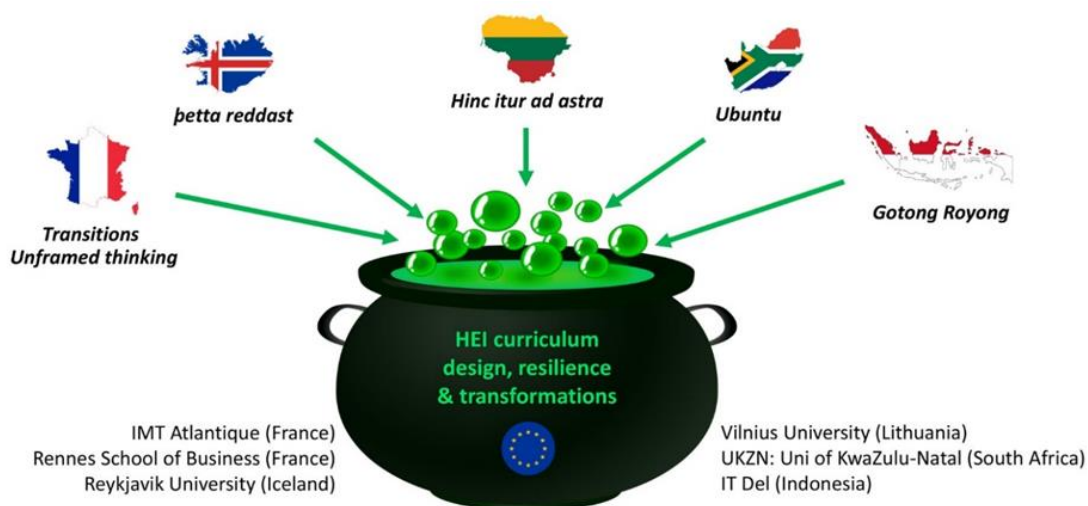 þetta reddast
Hinc itur ad astra
Ubuntu
Transitions
Unframed thinking
Gotong Royong
HEI curriculum
design, resilience
& transformations
IMT Atlantique (France)
Rennes School of Business (France)
Reykjavik University (Iceland)
Vilnius University (Lithuania)
UKZN: Uni of KwaZulu-Natal (South Africa)
IT Del (Indonesia)